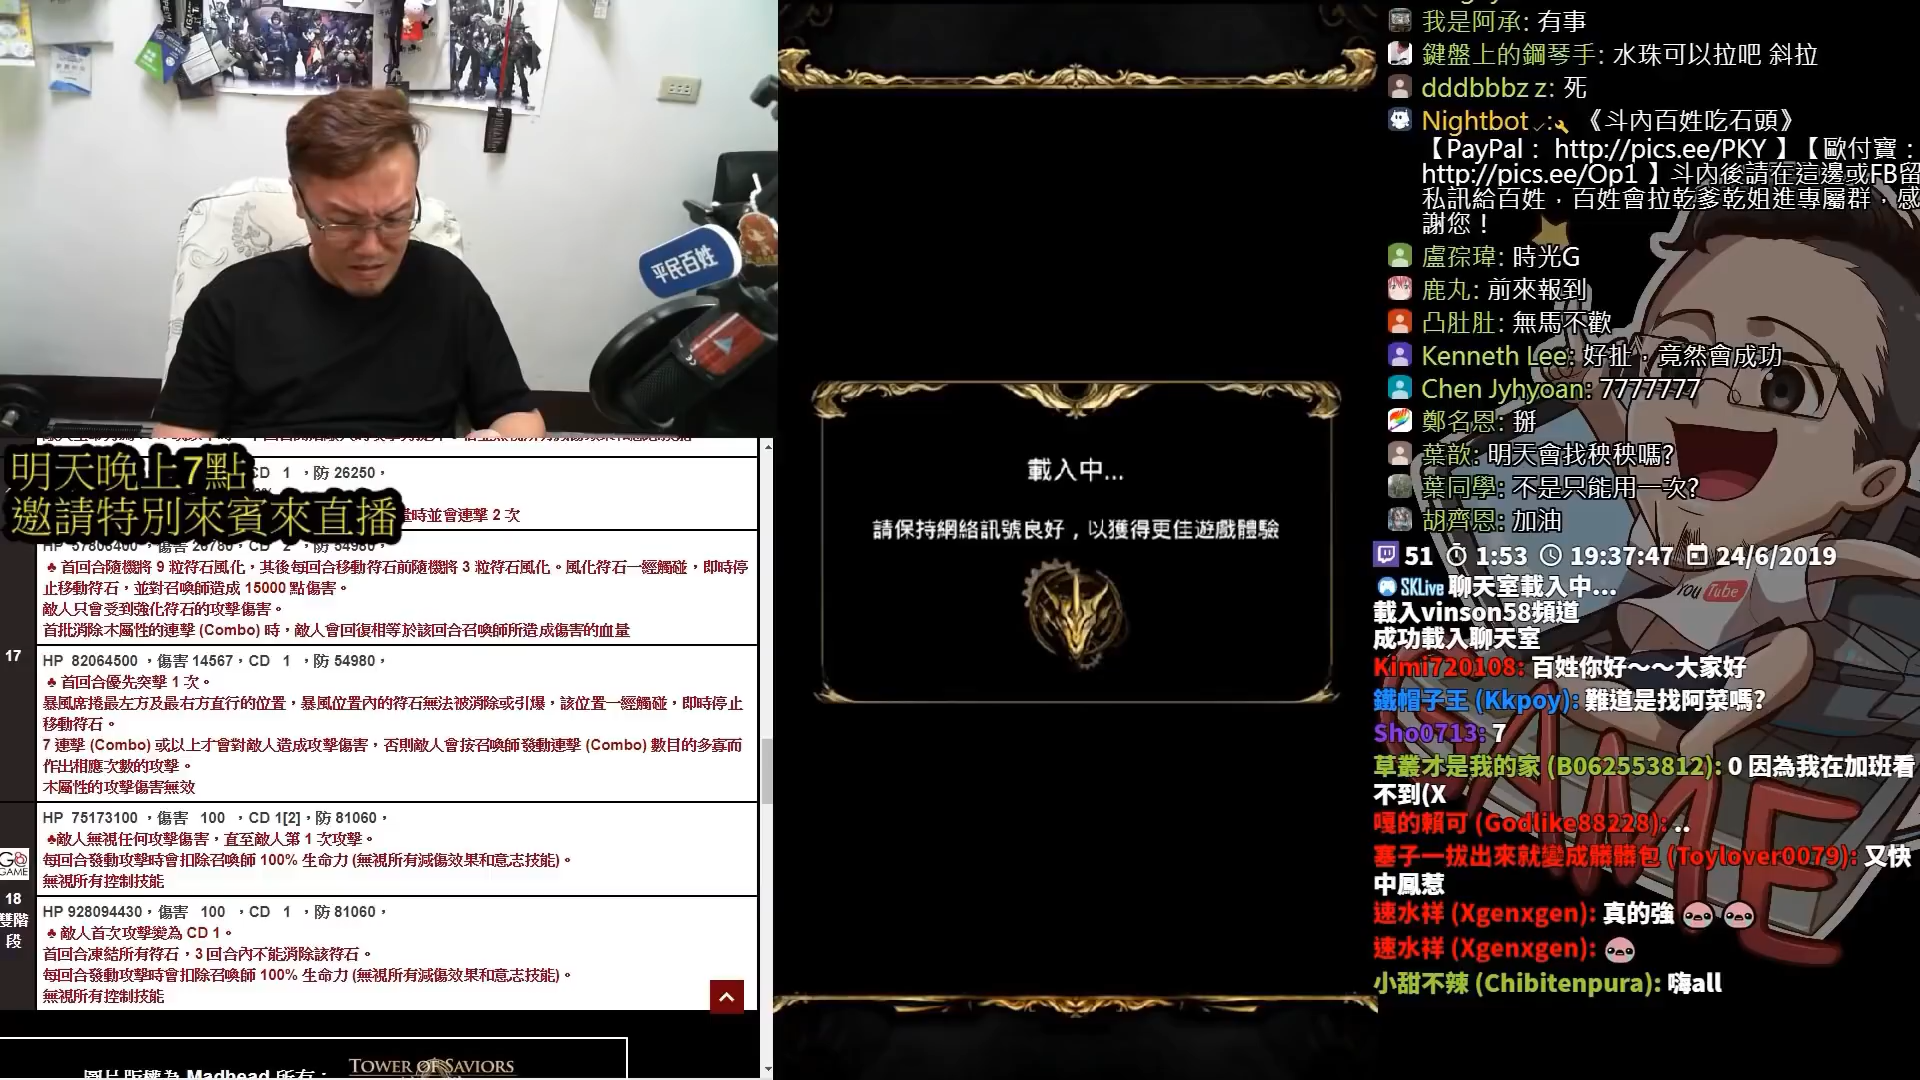 平民百姓
明天晚上7點
邀請特別來賓來直播
CD 1 ,防 26250,
量時並會連擊 2 次
HP 57806400,傷害 26780,CD 2 ,防 54980,
♣首回合隨機將 9 粒符石風化,其後每回合移動符石前隨機將 3 粒符石風化。風化符石一經觸碰,即時停
止移動符石,並對召喚師造成 15000 點傷害。
敵人只會受到強化符石的攻擊傷害。
首批消除木屬性的連擊 (Combo) 時,敵人會回復相等於該回合召喚師所造成傷害的血量
17
HP 82064500 ,傷害 14567,CD 1 ,防 54980,
♣首回合優先突擊 1 次。
暴風席捲最左方及最右方直行的位置,暴風位置內的符石無法被消除或引爆,該位置一經觸碰,即時停止
移動符石。
7 連擊 (Combo) 或以上才會對敵人造成攻擊傷害,否則敵人會按召喚師發動連擊 (Combo) 數目的多寡而
作出相應次數的攻擊。
木屬性的攻擊傷害無效
HP 75173100 ,傷害 100 ,CD 1[2],防 81060,
♣敵人無視任何攻擊傷害,直至敵人第 1 次攻擊。
每回合發動攻擊時會扣除召喚師 100% 生命力 (無視所有減傷效果和意志技能)。
無視所有控制技能
GAME
18
雙階
段
HP 928094430,傷害 100 ,CD 1 ,防 81060,
♣敵人首次攻擊變為 CD 1。
首回合凍結所有符石,3 回合內不能消除該符石。
每回合發動攻擊時會扣除召喚師 100% 生命力 (無視所有減傷效果和意志技能)。
無視所有控制技能
圖片版權為 Madhead 所有:
TOWER OF SAVIORS
載入中...
請保持網絡訊號良好,以獲得更佳遊戲體驗
我是阿承: 有事
鍵盤上的鋼琴手: 水珠可以拉吧 斜拉
dddbbbz z: 死
Nightbot : 《斗內百姓吃石頭》
【PayPal: http://pics.ee/PKY 】【歐付寶:
http://pics.ee/Op1 】斗內後請在這邊或FB留
私訊給百姓,百姓會拉乾爹乾姐進專屬群,感
謝您!
盧孮瑋: 時光G
鹿丸: 前來報到
凸肚肚: 無馬不歡
Kenneth Lee: 好扯,竟然會成功
Chen Jyhyoan: 7777777
鄭名恩: 掰
葉歆: 明天會找秧秧嗎?
葉同學: 不是只能用一次?
胡齊恩: 加油
51 1:53 19:37:47 24/6/2019
SKLive 聊天室載入中...
載入vinson58頻道
成功載入聊天室
Kimi720108: 百姓你好～～大家好
鐵帽子王 (Kkpoy): 難道是找阿菜嗎?
Sho0713: 7
草叢才是我的家 (B062553812): 0 因為我在加班看
不到(X
嘎的賴可 (Godlike88228): ..
塞子一拔出來就變成髒髒包 (Toylover0079): 又快
中鳳惹
速水祥 (Xgenxgen): 真的強
速水祥 (Xgenxgen):
小甜不辣 (Chibitenpura): 嗨all
You Tube
GAME